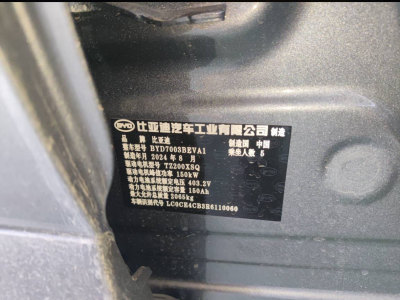 BYD 比亚迪汽车工业有限公司 制造
品牌 比亚迪 制造国 中国
整车型号 BYD7003BEVA1 乘坐人数 5
制造年月 2024年8月
驱动电机型号 TZ200XSQ
驱动电机峰值功率 150kW
动力电池系统额定电压 403.2V
动力电池系统额定容量 150Ah
最大允许总质量 2065kg
车辆识别代号 LC0CE4CB3R6110060